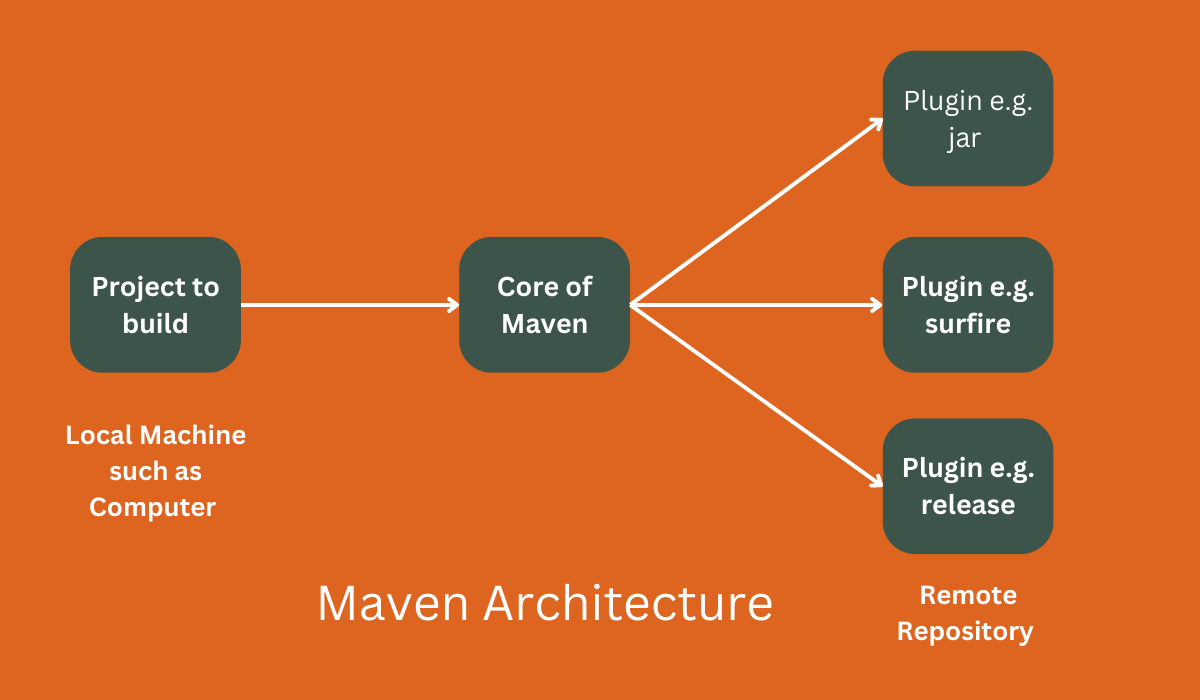 Plugin e.g.
jar
Project to
build
Core of
Maven
Plugin e.g.
surfire
Local Machine
such as
Computer
Plugin e.g.
release
Maven Architecture
Remote
Repository